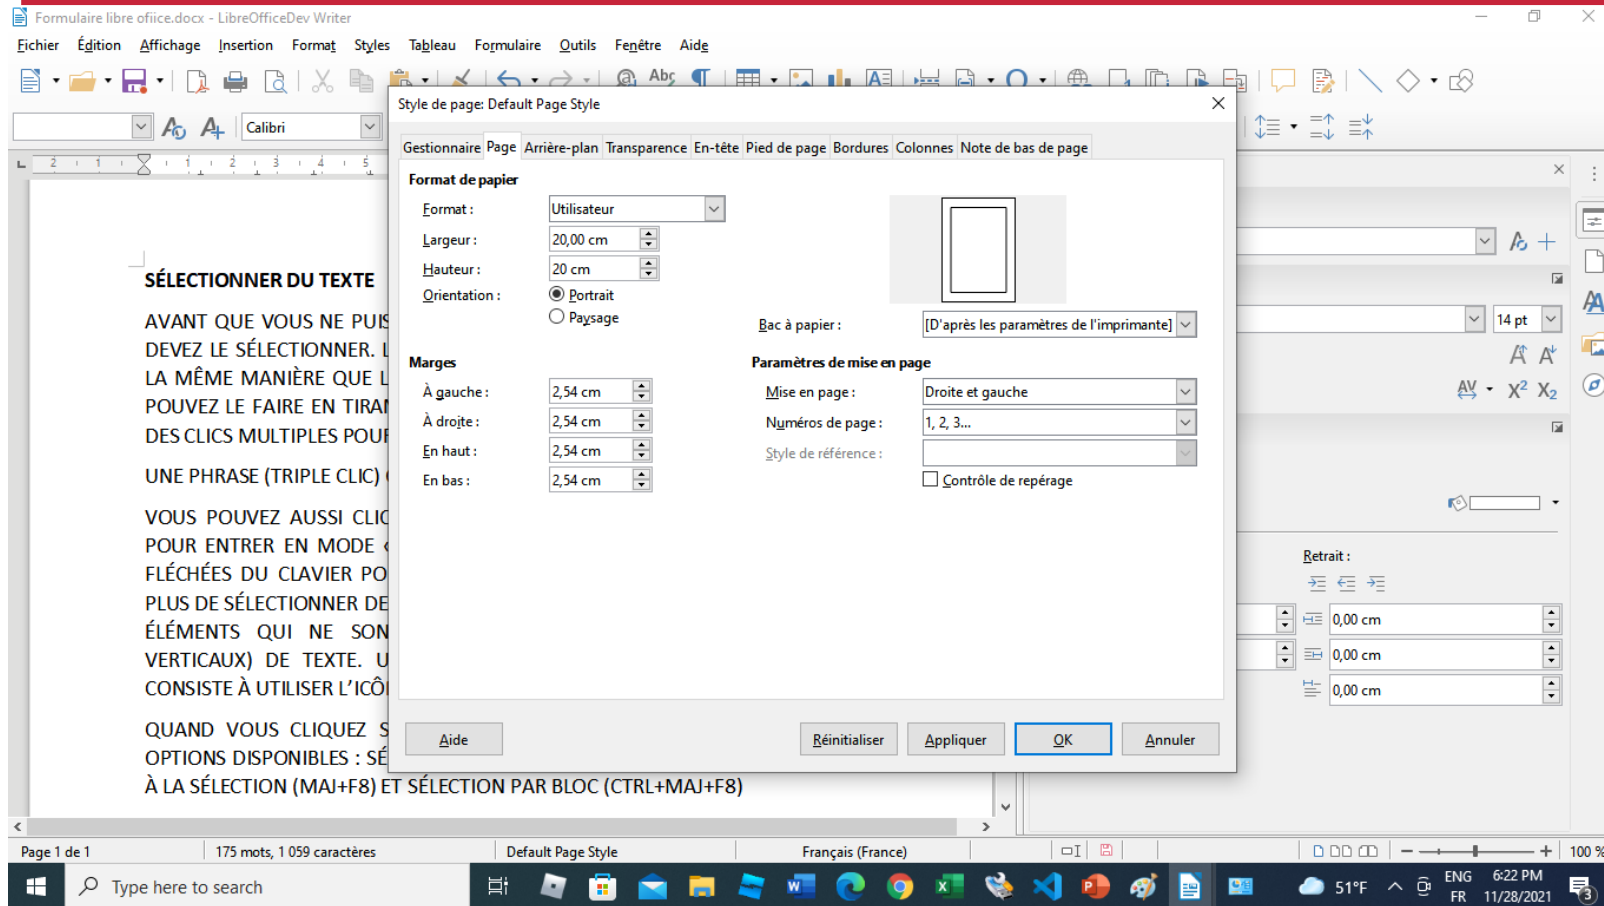 Formulaire libre ofiice.docx - LibreOfficeDev Writer
Fichier Édition Affichage Insertion Format Styles Tableau Formulaire Outils Fenêtre Aide
Style de page: Default Page Style
Calibri
Gestionnaire Page Arrière-plan Transparence En-tête Pied de page Bordures Colonnes Note de bas de page
2 1 1 2 3 4 5
Format de papier
Format : Utilisateur
Largeur : 20,00 cm
Hauteur : 20 cm
Orientation : Portrait
Paysage
Bac à papier : [D'après les paramètres de l'imprimante]
Marges
À gauche : 2,54 cm
À droite : 2,54 cm
En haut : 2,54 cm
En bas : 2,54 cm
Paramètres de mise en page
Mise en page : Droite et gauche
Numéros de page : 1, 2, 3...
Style de référence :
Contrôle de repérage
Aide Réinitialiser Appliquer OK Annuler
SÉLECTIONNER DU TEXTE
AVANT QUE VOUS NE PUIS
DEVEZ LE SÉLECTIONNER. L
LA MÊME MANIÈRE QUE L
POUVEZ LE FAIRE EN TIRAN
DES CLICS MULTIPLES POUR
UNE PHRASE (TRIPLE CLIC)
VOUS POUVEZ AUSSI CLIC
POUR ENTRER EN MODE «
FLÉCHÉES DU CLAVIER PO
PLUS DE SÉLECTIONNER DE
ÉLÉMENTS QUI NE SON
VERTICAUX) DE TEXTE. U
CONSISTE À UTILISER L'ICÔ
QUAND VOUS CLIQUEZ S
OPTIONS DISPONIBLES : SÉ
À LA SÉLECTION (MAJ+F8) ET SÉLECTION PAR BLOC (CTRL+MAJ+F8)
14 pt
Retrait :
0,00 cm
0,00 cm
0,00 cm
Page 1 de 1 175 mots, 1 059 caractères Default Page Style Français (France) 100 %
Type here to search
51°F
ENG
FR
6:22 PM
11/28/2021
3